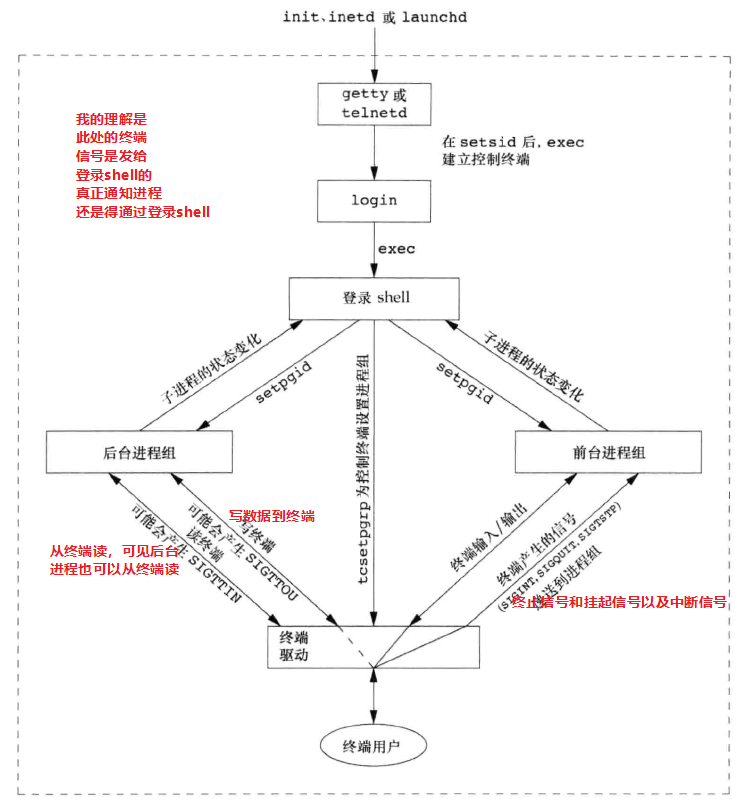 init、inetd 或 launchd
getty 或
telnetd
我的理解是
此处的终端
信号是发给
登录shell的
真正通知进程
还是得通过登录shell
在 setsid 后, exec
建立控制终端
login
exec
登录 shell
子进程的状态变化
setpgid
tcsetpgrp 为控制终端设置进程组
setpgid
子进程的状态变化
后台进程组
前台进程组
写数据到终端
写终端
可能会产生 SIGTTOU
从终端读，可见后台
进程也可以从终端读
读终端
可能会产生 SIGTTIN
终端输入/输出
终端产生的信号
(SIGINT, SIGQUIT, SIGTSTP)
发送到进程组
终止信号和挂起信号以及中断信号
终端
驱动
终端用户